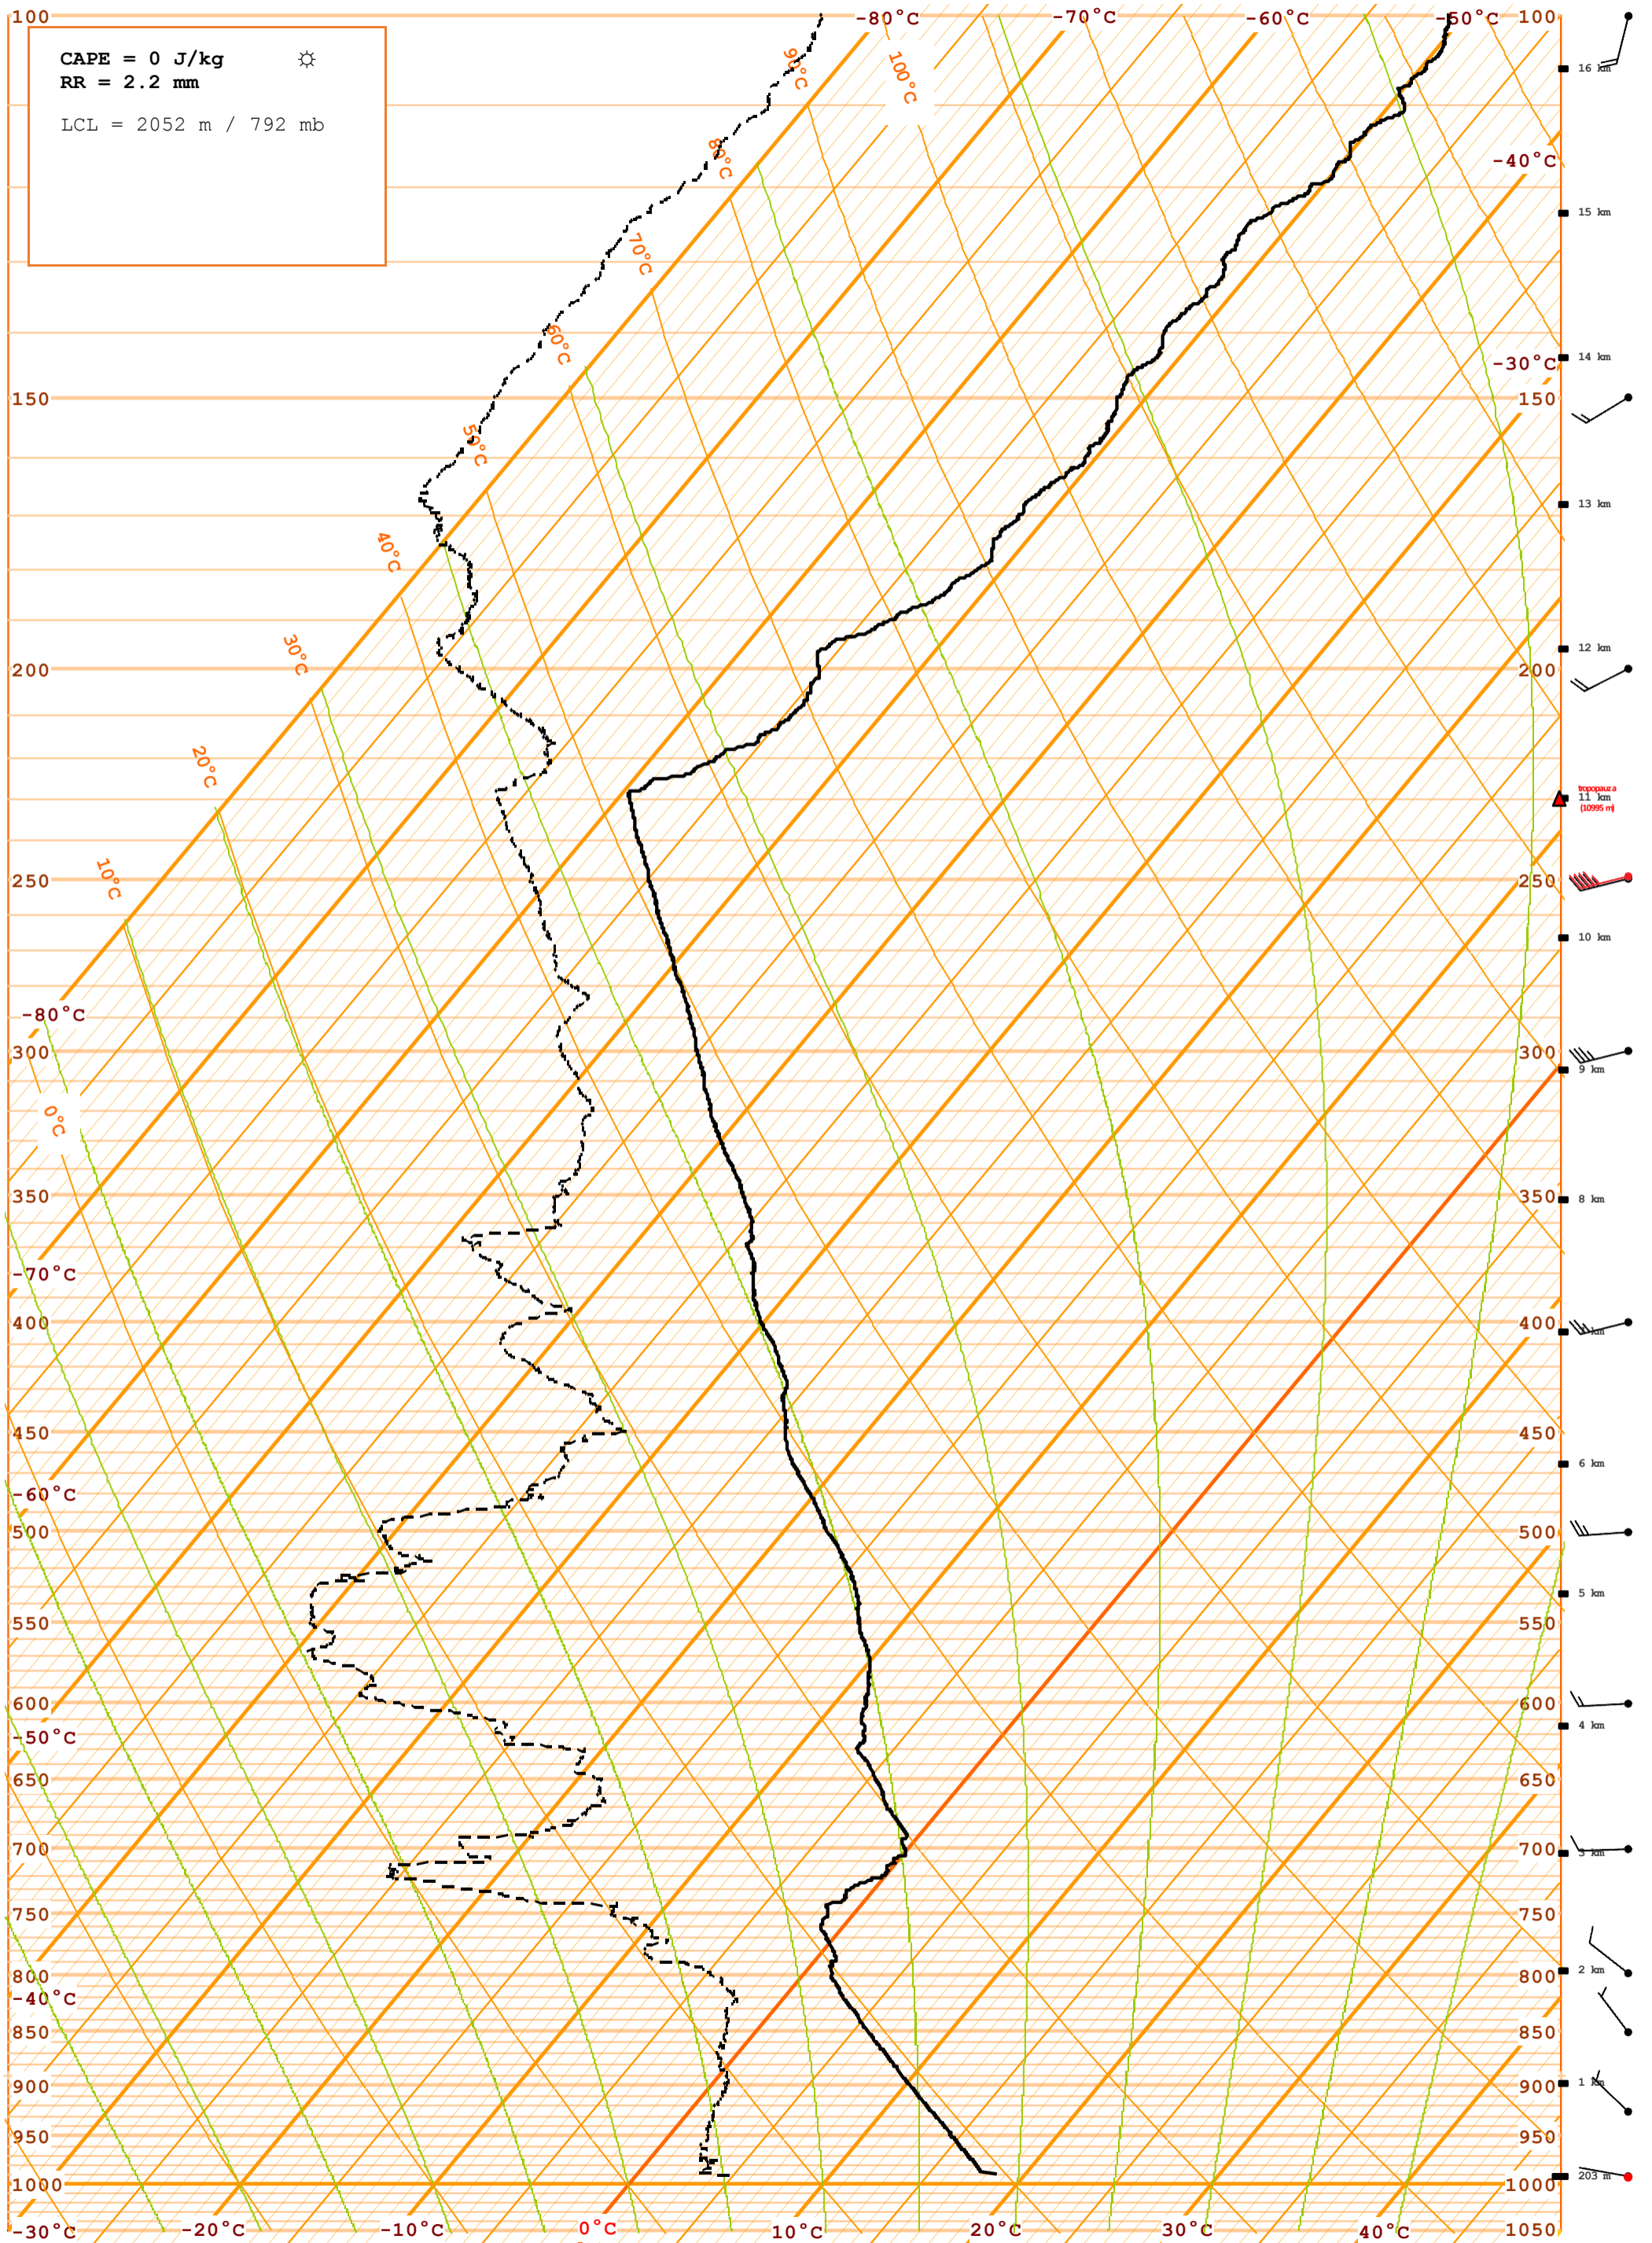 100
-80°C
-70°C
-60°C
-50°C
100
CAPE = 0 J/kg
RR = 2.2 mm
LCL = 2052 m / 792 mb
90°C
100°C
16 km
80°C
-40°C
15 km
70°C
60°C
14 km
-30°C
150
150
50°C
13 km
40°C
30°C
12 km
200
200
20°C
tropopauza
11 km
(10995 m)
10°C
250
250
10 km
-80°C
300
300
9 km
0°C
350
350
8 km
-70°C
400
400
km
450
450
6 km
-60°C
500
500
5 km
550
550
600
600
4 km
-50°C
650
650
700
700
3 km
750
750
2 km
800
800
-40°C
850
850
900
900
1 km
950
950
203 m
1000
1000
-30°C
-20°C
-10°C
0°C
10°C
20°C
30°C
40°C
1050